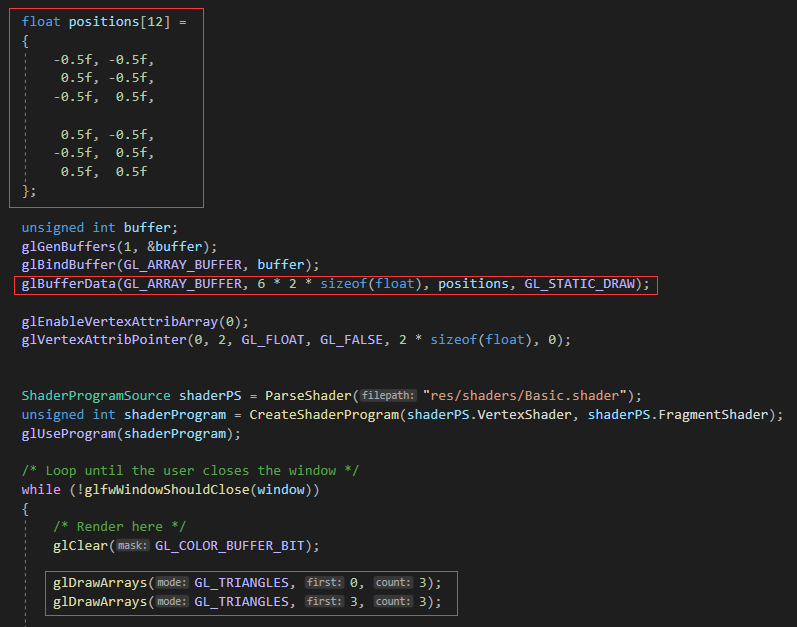 float positions[12] =
{
-0.5f, -0.5f,
0.5f, -0.5f,
-0.5f, 0.5f,
0.5f, -0.5f,
-0.5f, 0.5f,
0.5f, 0.5f
};
unsigned int buffer;
glGenBuffers(1, &buffer);
glBindBuffer(GL_ARRAY_BUFFER, buffer);
glBufferData(GL_ARRAY_BUFFER, 6 * 2 * sizeof(float), positions, GL_STATIC_DRAW);
glEnableVertexAttribArray(0);
glVertexAttribPointer(0, 2, GL_FLOAT, GL_FALSE, 2 * sizeof(float), 0);
ShaderProgramSource shaderPS = ParseShader(filepath: "res/shaders/Basic.shader");
unsigned int shaderProgram = CreateShaderProgram(shaderPS.VertexShader, shaderPS.FragmentShader);
glUseProgram(shaderProgram);
/* Loop until the user closes the window */
while (!glfwWindowShouldClose(window))
{
/* Render here */
glClear(mask: GL_COLOR_BUFFER_BIT);
glDrawArrays(mode: GL_TRIANGLES, first: 0, count: 3);
glDrawArrays(mode: GL_TRIANGLES, first: 3, count: 3);